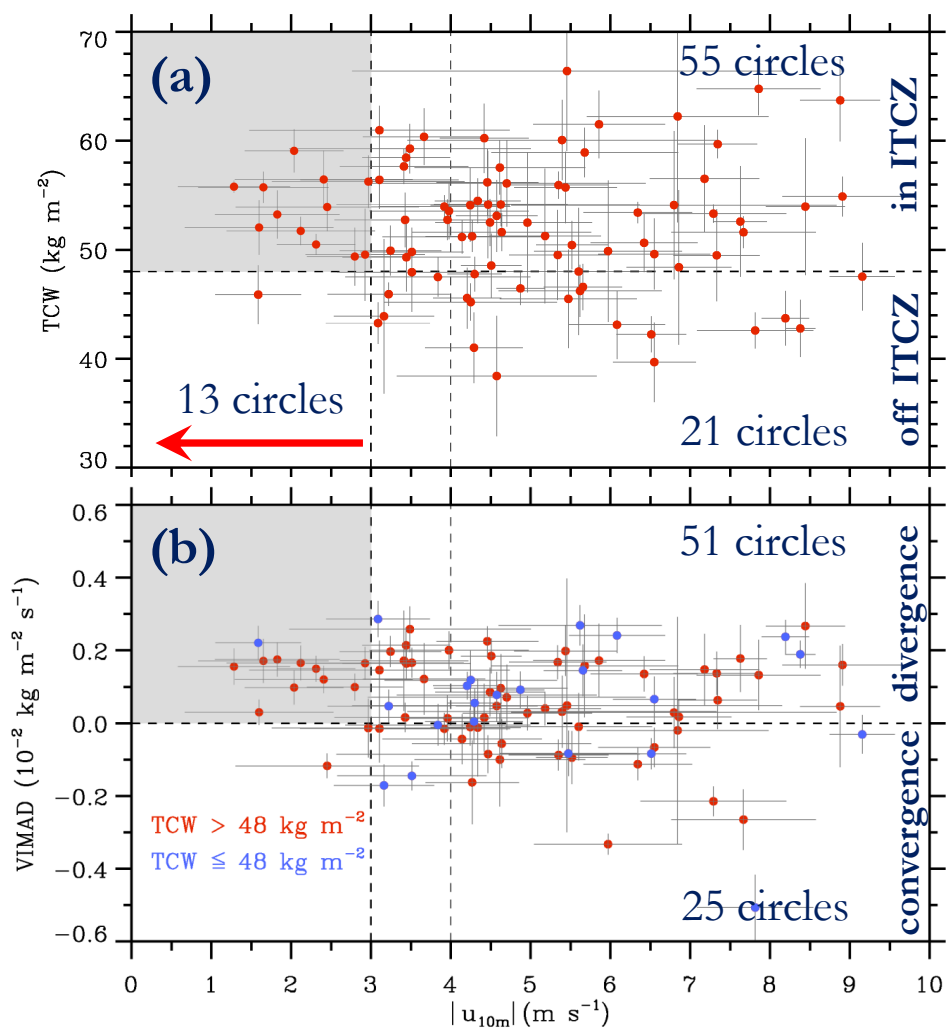 70
(a)
55 circles
60
in ITCZ
TCW (kg m⁻²)
50
off ITCZ
40
13 circles
21 circles
30
0.6
(b)
51 circles
divergence
0.4
0.2
VIMAD (10⁻² kg m⁻² s⁻¹)
0.0
convergence
−0.2
TCW > 48 kg m⁻²
TCW ≦ 48 kg m⁻²
−0.4
25 circles
−0.6
0 1 2 3 4 5 6 7 8 9 10
|u10m|(m s⁻¹)